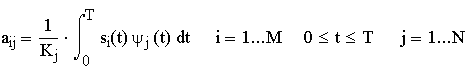 a_ij = 1/K_j · ∫_0^T s_i(t) ψ_j (t) dt i = 1...M 0 ≤ t ≤ T j = 1...N